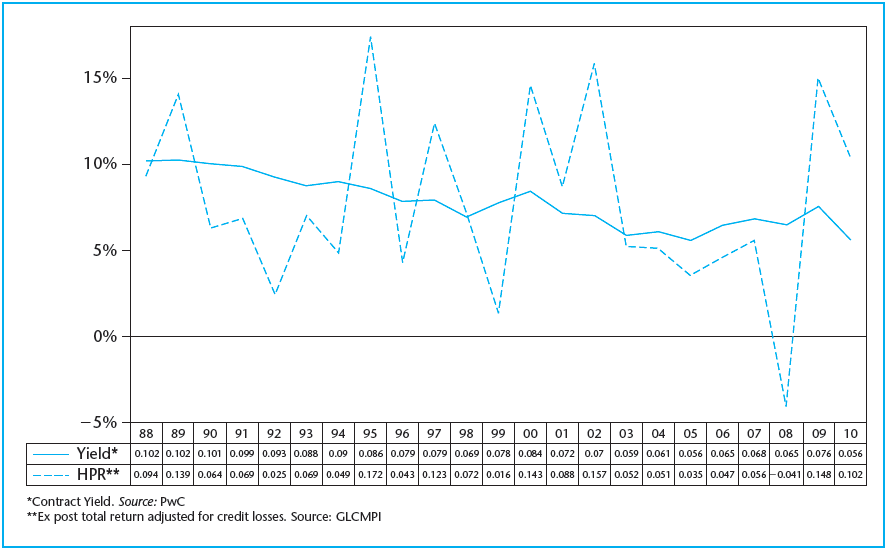 15%
10%
5%
0%
−5%
88 89 90 91 92 93 94 95 96 97 98 99 00 01 02 03 04 05 06 07 08 09 10
Yield* 0.102 0.102 0.101 0.099 0.093 0.088 0.09 0.086 0.079 0.079 0.069 0.078 0.084 0.072 0.07 0.059 0.061 0.056 0.065 0.068 0.065 0.076 0.056
HPR** 0.094 0.139 0.064 0.069 0.025 0.069 0.049 0.172 0.043 0.123 0.072 0.016 0.143 0.088 0.157 0.052 0.051 0.035 0.047 0.056 −0.041 0.148 0.102
*Contract Yield. Source: PwC
**Ex post total return adjusted for credit losses. Source: GLCMPI